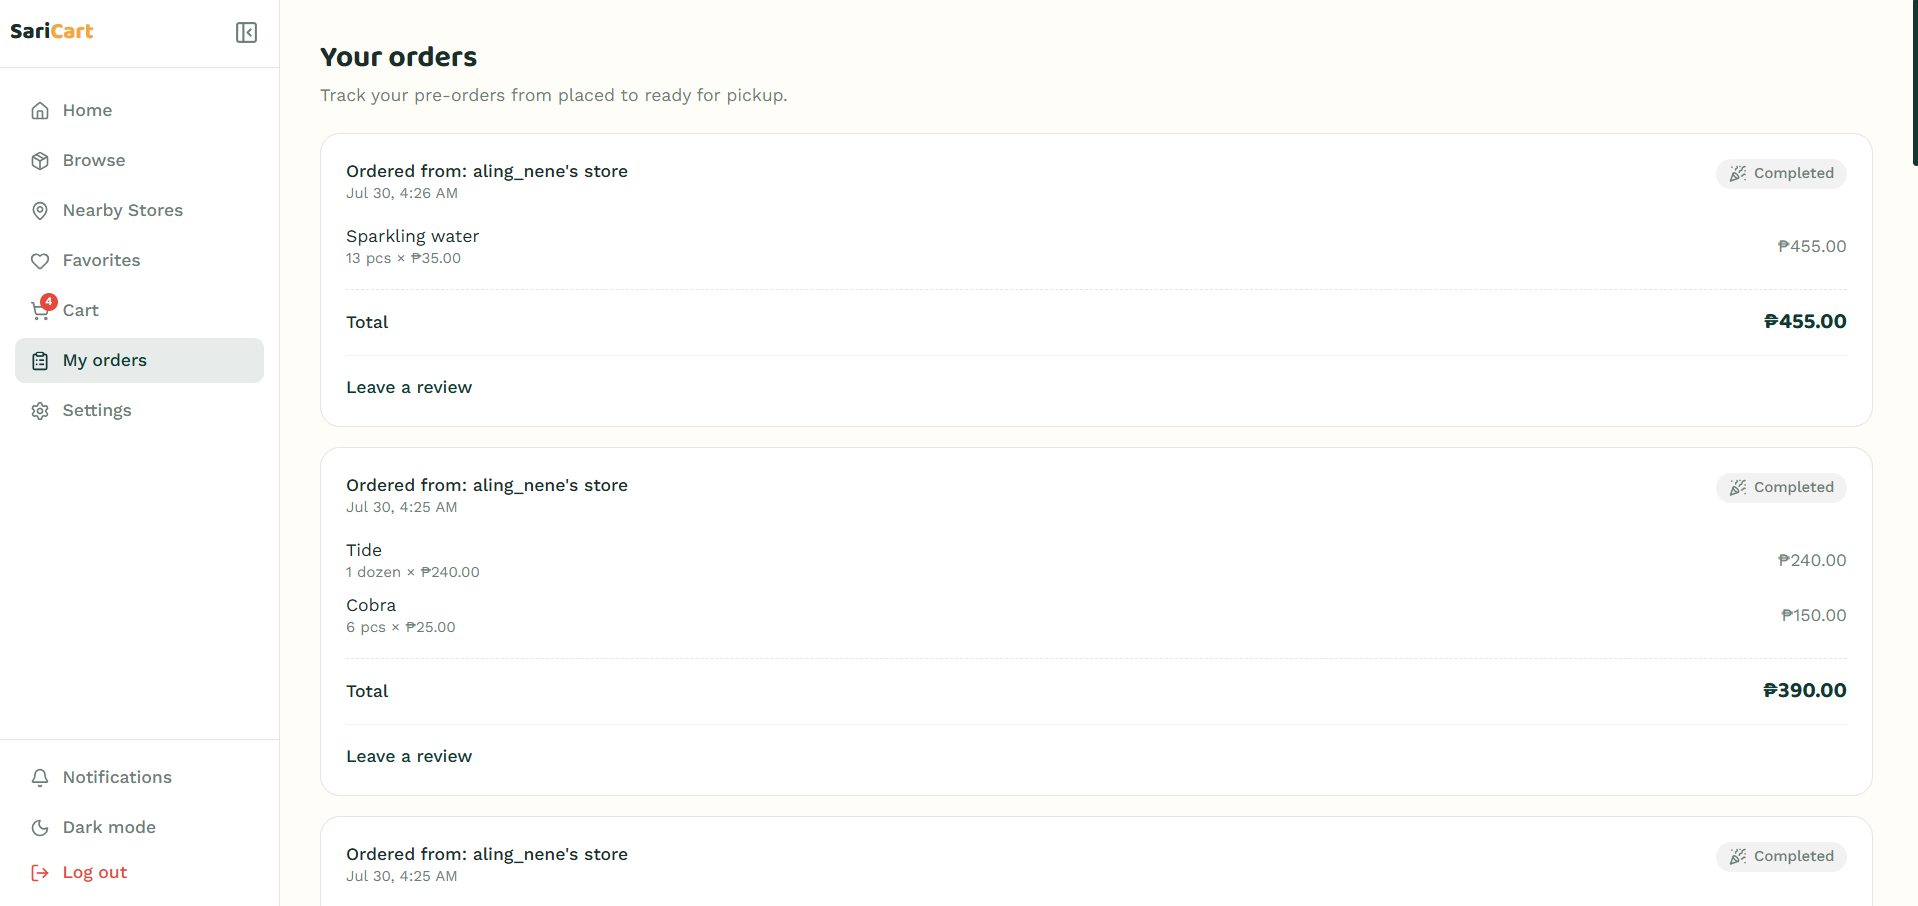 SariCart
Home
Browse
Nearby Stores
Favorites
4
Cart
My orders
Settings
Notifications
Dark mode
Log out
Your orders
Track your pre-orders from placed to ready for pickup.
Ordered from: aling_nene's store
Completed
Jul 30, 4:26 AM
Sparkling water
₱455.00
13 pcs × ₱35.00
Total
₱455.00
Leave a review
Ordered from: aling_nene's store
Completed
Jul 30, 4:25 AM
Tide
₱240.00
1 dozen × ₱240.00
Cobra
₱150.00
6 pcs × ₱25.00
Total
₱390.00
Leave a review
Ordered from: aling_nene's store
Completed
Jul 30, 4:25 AM